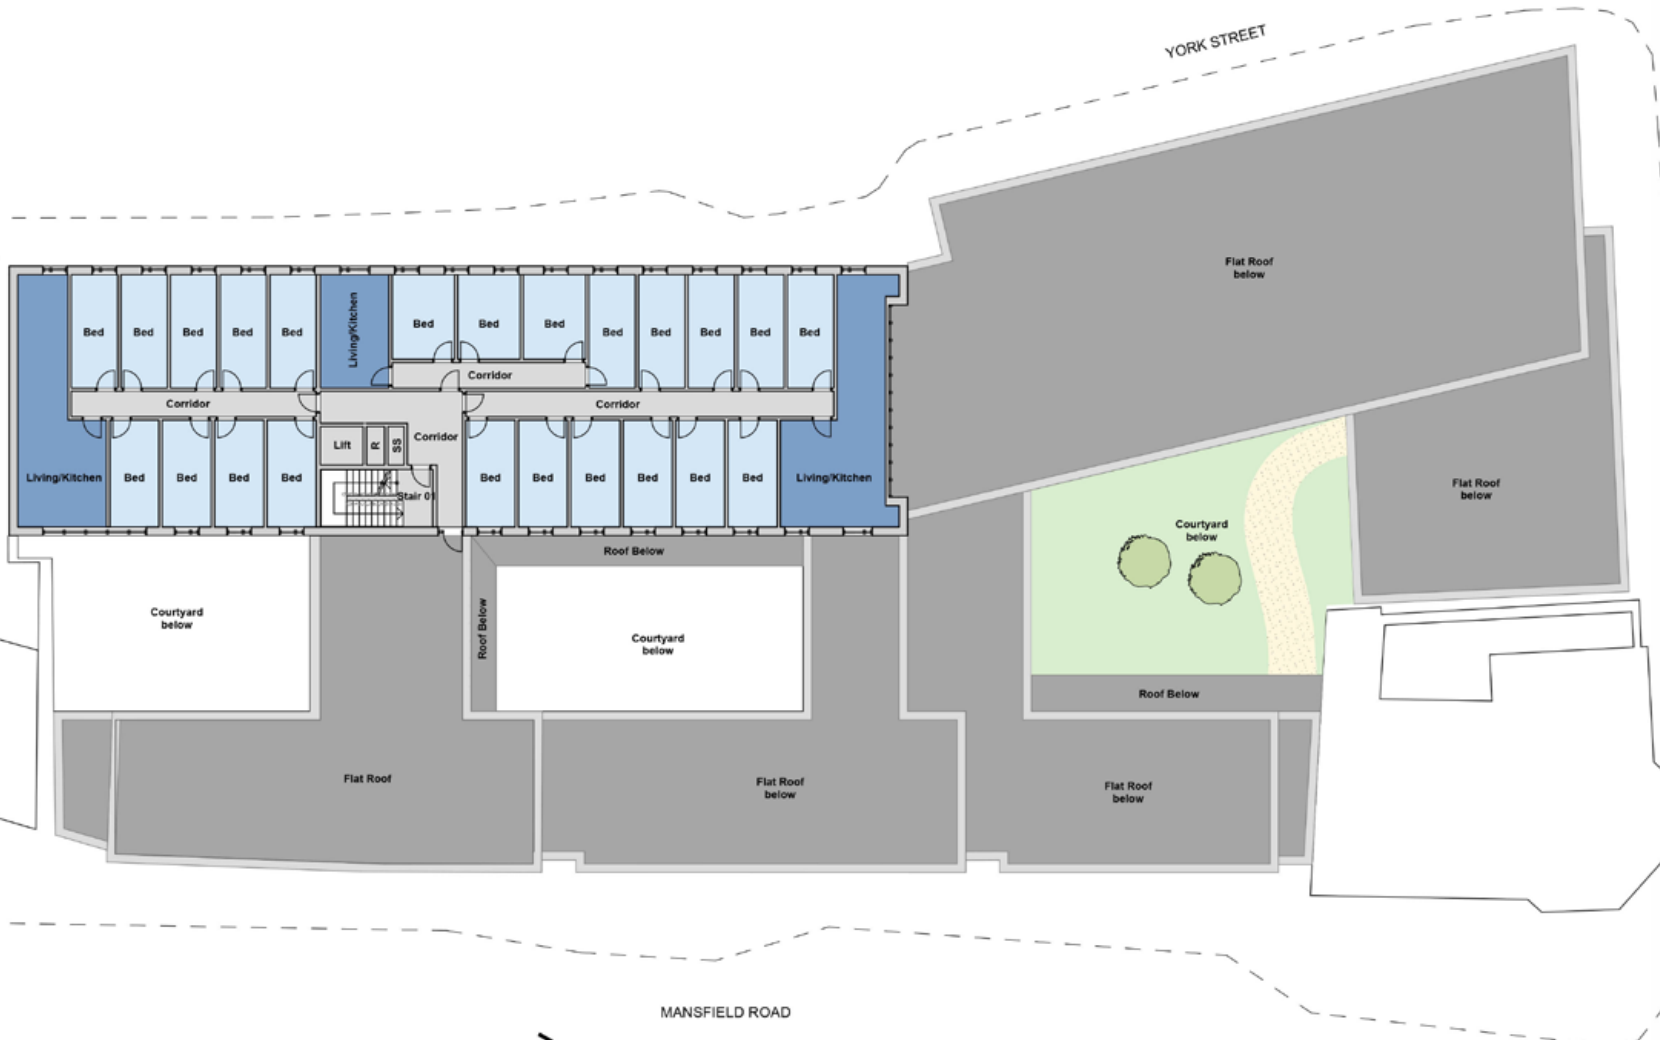 YORK STREET
Flat Roof
below
Bed
Bed
Bed
Bed
Bed
Living/Kitchen
Bed
Bed
Bed
Bed
Bed
Bed
Bed
Bed
Corridor
Corridor
Corridor
Corridor
Lift
R
SS
Living/Kitchen
Bed
Bed
Bed
Bed
Stair 01
Bed
Bed
Bed
Bed
Bed
Bed
Living/Kitchen
Flat Roof
below
Courtyard
below
Roof Below
Courtyard
below
Roof Below
Courtyard
below
Roof Below
Flat Roof
Flat Roof
below
Flat Roof
below
MANSFIELD ROAD